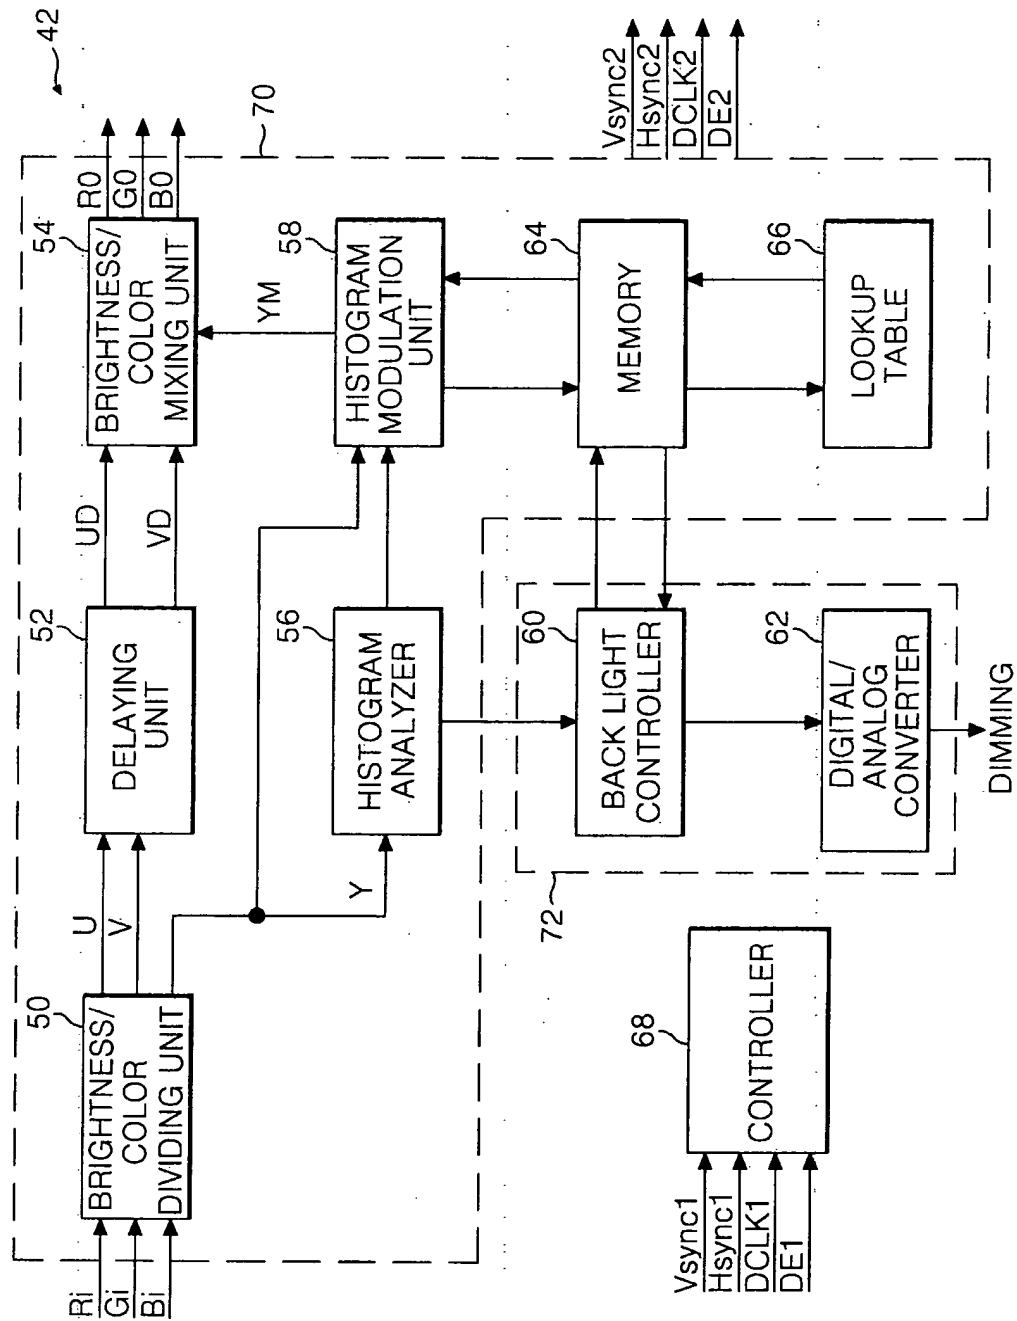 42
70
Ri
Gi
Bi
50
BRIGHTNESS/
COLOR
DIVIDING UNIT
U
V
52
DELAYING
UNIT
UD
VD
54
BRIGHTNESS/
COLOR
MIXING UNIT
R0
G0
B0
Y
56
HISTOGRAM
ANALYZER
58
HISTOGRAM
MODULATION
UNIT
YM
72
60
BACK LIGHT
CONTROLLER
64
MEMORY
62
DIGITAL/
ANALOG
CONVERTER
66
LOOKUP
TABLE
DIMMING
Vsync1
Hsync1
DCLK1
DE1
68
CONTROLLER
Vsync2
Hsync2
DCLK2
DE2